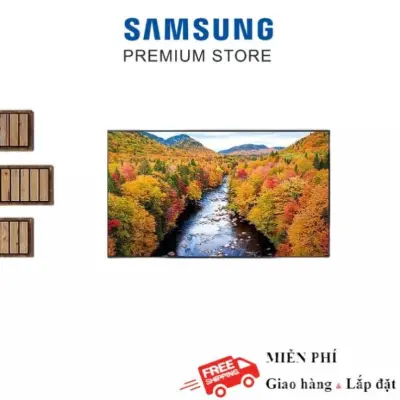 SAMSUNG
PREMIUM STORE
FREE
SHIPPING
MIỄN PHÍ
Giao hàng & Lắp đặt